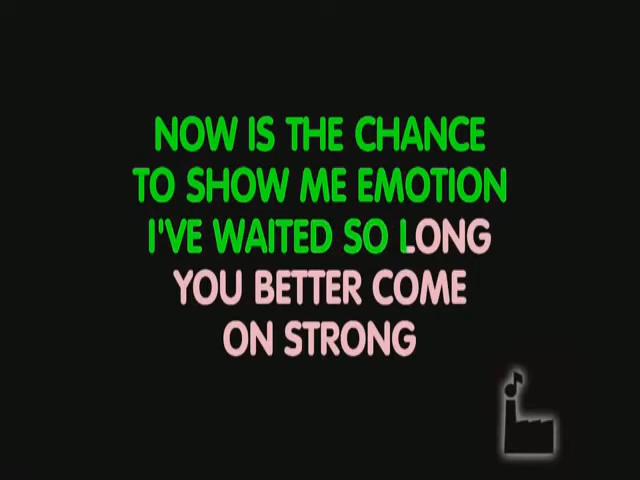 NOW IS THE CHANCE
TO SHOW ME EMOTION
I'VE WAITED SO LONG
YOU BETTER COME
ON STRONG